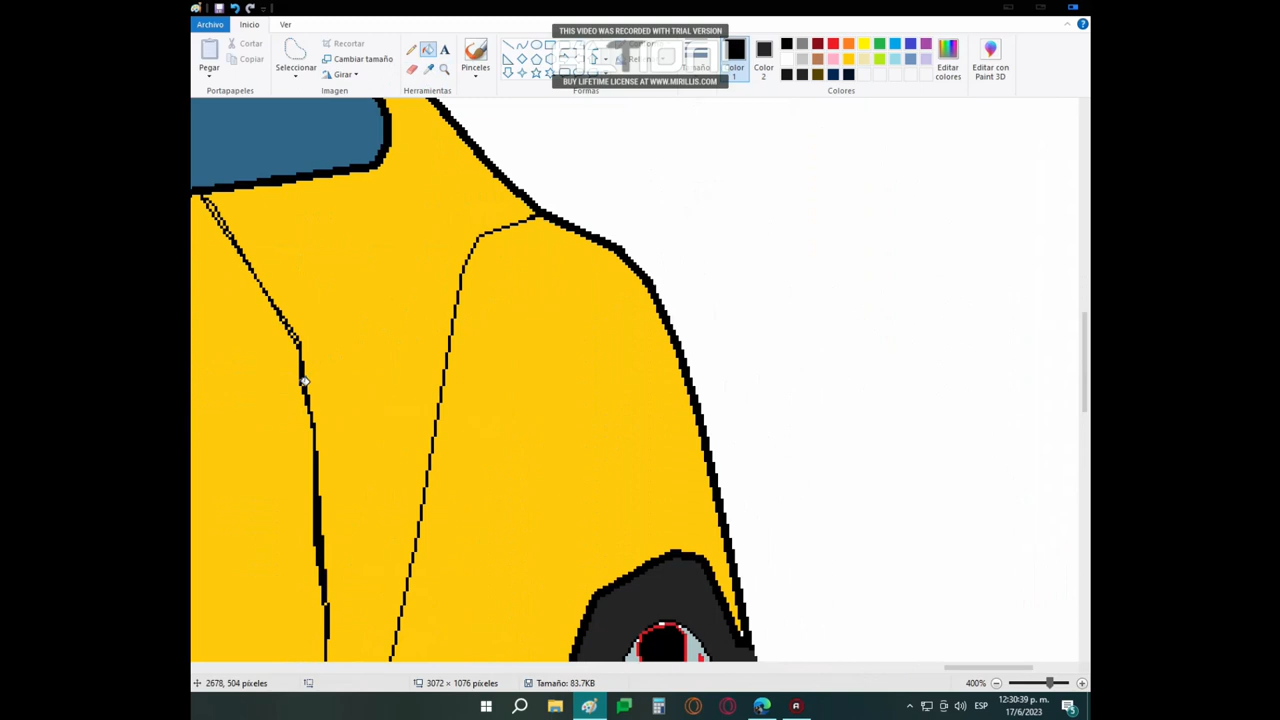 THIS VIDEO WAS RECORDED WITH TRIAL VERSION
BUY LIFETIME LICENSE AT WWW.MIRILLIS.COM
Archivo Inicio Ver
Pegar
Cortar
Copiar
Portapapeles
Seleccionar
Recortar
Cambiar tamaño
Girar
Imagen
A
Herramientas
Pinceles
Formas
Tamaño
Color
1
Color
2
Colores
Editar
colores
Editar con
Paint 3D
2678, 504 píxeles
3072 × 1076 píxeles
Tamaño: 83.7KB
400%
ESP
12:30:39 p. m.
17/6/2023